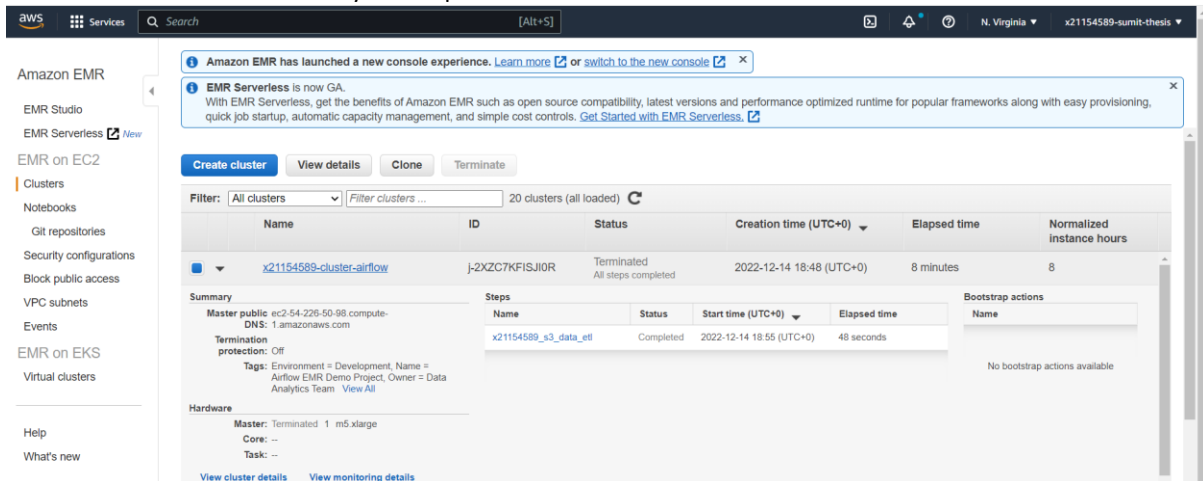 aws Services Search [Alt+S] N. Virginia ▼ x21154589-sumit-thesis ▼
Amazon EMR
EMR Studio
EMR Serverless New
EMR on EC2
Clusters
Notebooks
Git repositories
Security configurations
Block public access
VPC subnets
Events
EMR on EKS
Virtual clusters
Help
What's new
Amazon EMR has launched a new console experience. Learn more or switch to the new console X
EMR Serverless is now GA. X
With EMR Serverless, get the benefits of Amazon EMR such as open source compatibility, latest versions and performance optimized runtime for popular frameworks along with easy provisioning,
quick job startup, automatic capacity management, and simple cost controls. Get Started with EMR Serverless.
Create cluster View details Clone Terminate
Filter: All clusters Filter clusters ... 20 clusters (all loaded)
Name ID Status Creation time (UTC+0) Elapsed time Normalized
instance hours
x21154589-cluster-airflow j-2XZC7KFISJI0R Terminated 2022-12-14 18:48 (UTC+0) 8 minutes 8
All steps completed
Summary
Master public ec2-54-226-50-98.compute-
DNS: 1.amazonaws.com
Termination
protection: Off
Tags: Environment = Development, Name =
Airflow EMR Demo Project, Owner = Data
Analytics Team View All
Hardware
Master: Terminated 1 m5.xlarge
Core: --
Task: --
View cluster details View monitoring details
Steps
Name Status Start time (UTC+0) Elapsed time
x21154589_s3_data_etl Completed 2022-12-14 18:55 (UTC+0) 48 seconds
Bootstrap actions
Name
No bootstrap actions available